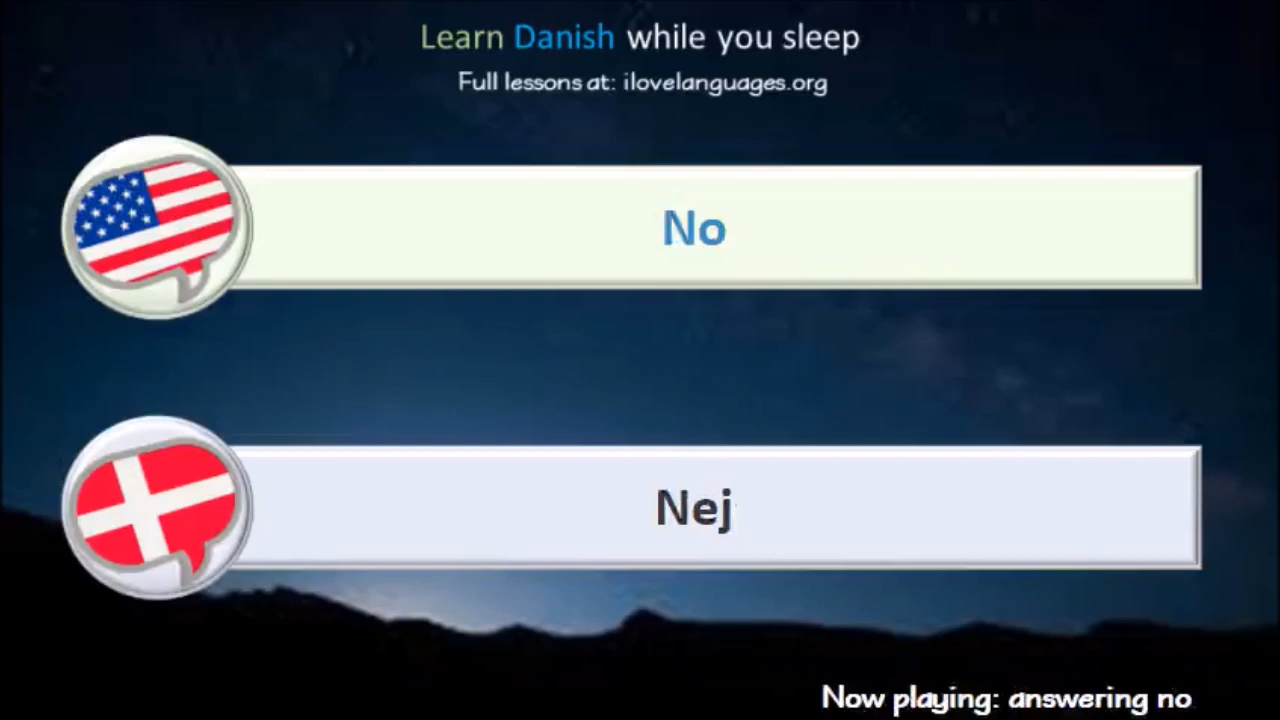 Learn Danish while you sleep
Full lessons at: ilovelanguages.org
No
Nej
Now playing: answering no